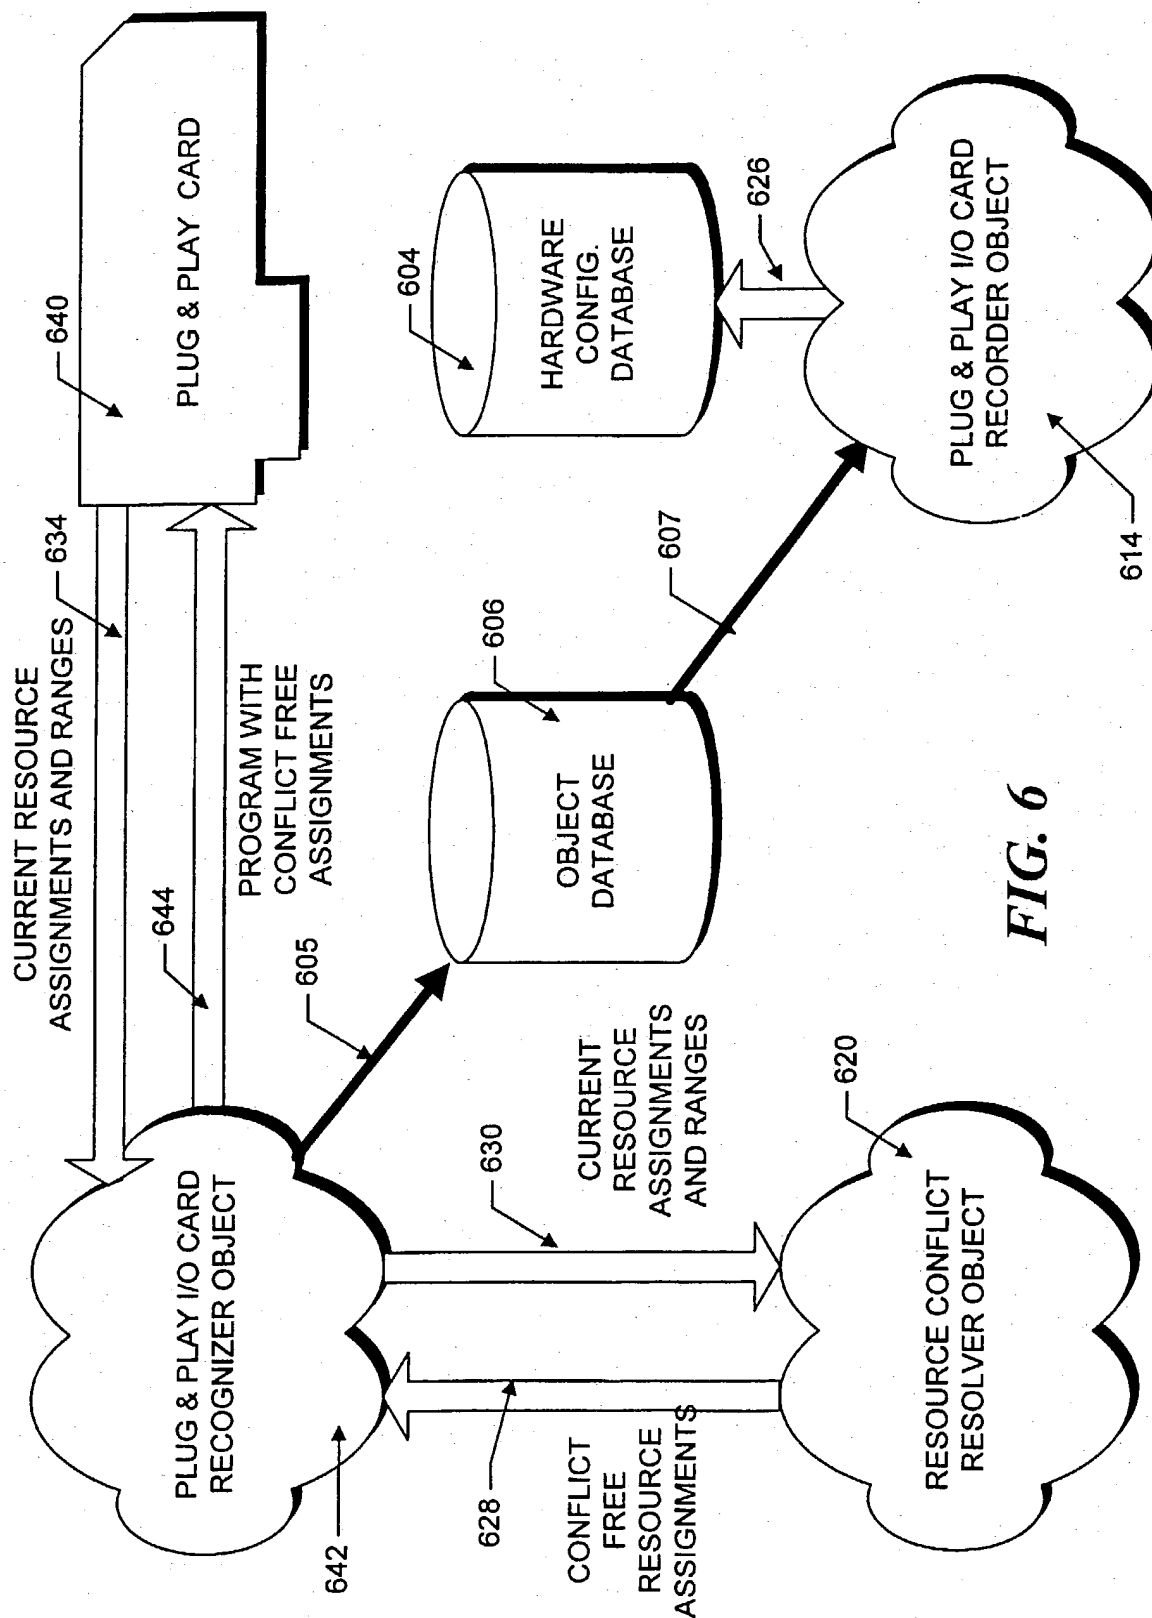 CURRENT RESOURCE
ASSIGNMENTS AND RANGES
634
640
PLUG & PLAY CARD
644
PROGRAM WITH
CONFLICT FREE
ASSIGNMENTS
PLUG & PLAY I/O CARD
RECOGNIZER OBJECT
642
605
OBJECT
DATABASE
606
604
HARDWARE
CONFIG.
DATABASE
607
626
PLUG & PLAY I/O CARD
RECORDER OBJECT
614
CONFLICT
FREE
RESOURCE
ASSIGNMENTS
628
630
CURRENT
RESOURCE
ASSIGNMENTS
AND RANGES
RESOURCE CONFLICT
RESOLVER OBJECT
620
FIG. 6